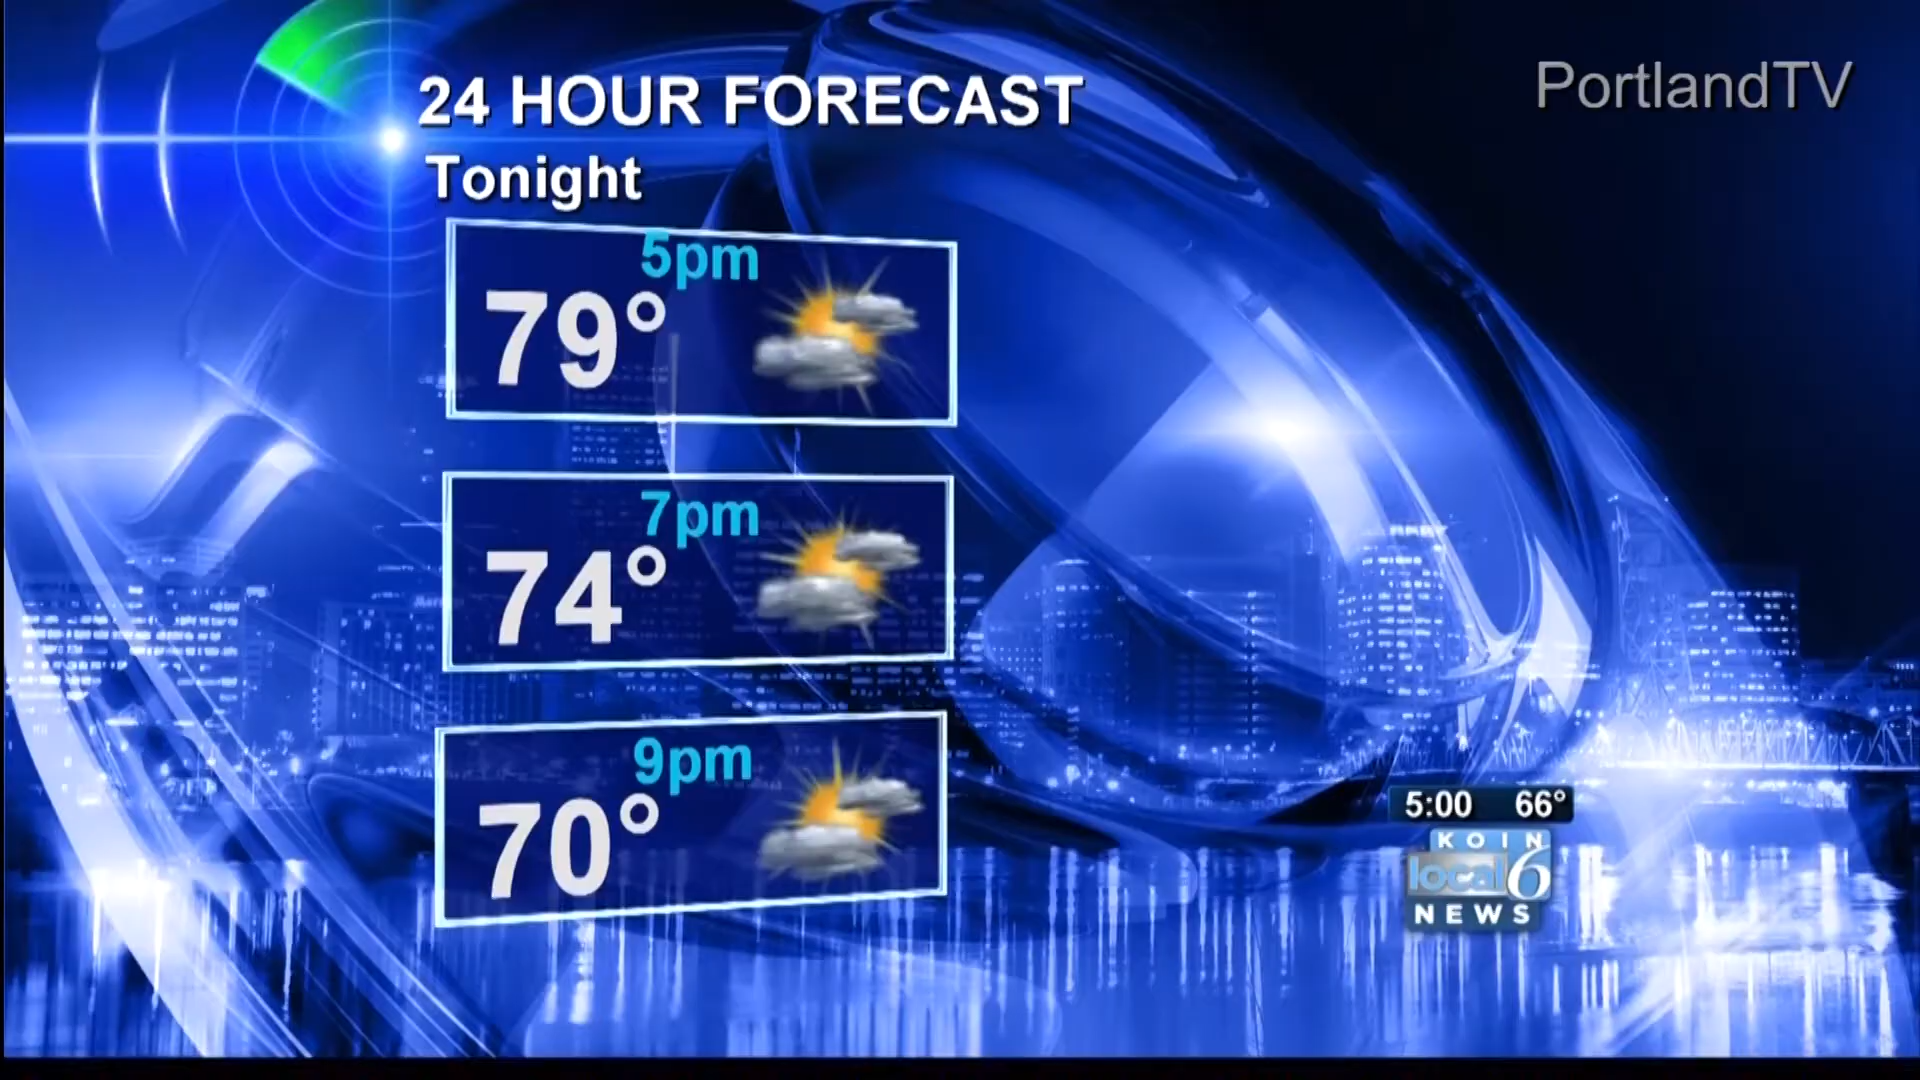 PortlandTV
24 HOUR FORECAST
Tonight
5pm
79°
7pm
74°
9pm
70°
5:00 66°
KOIN
local 6
NEWS